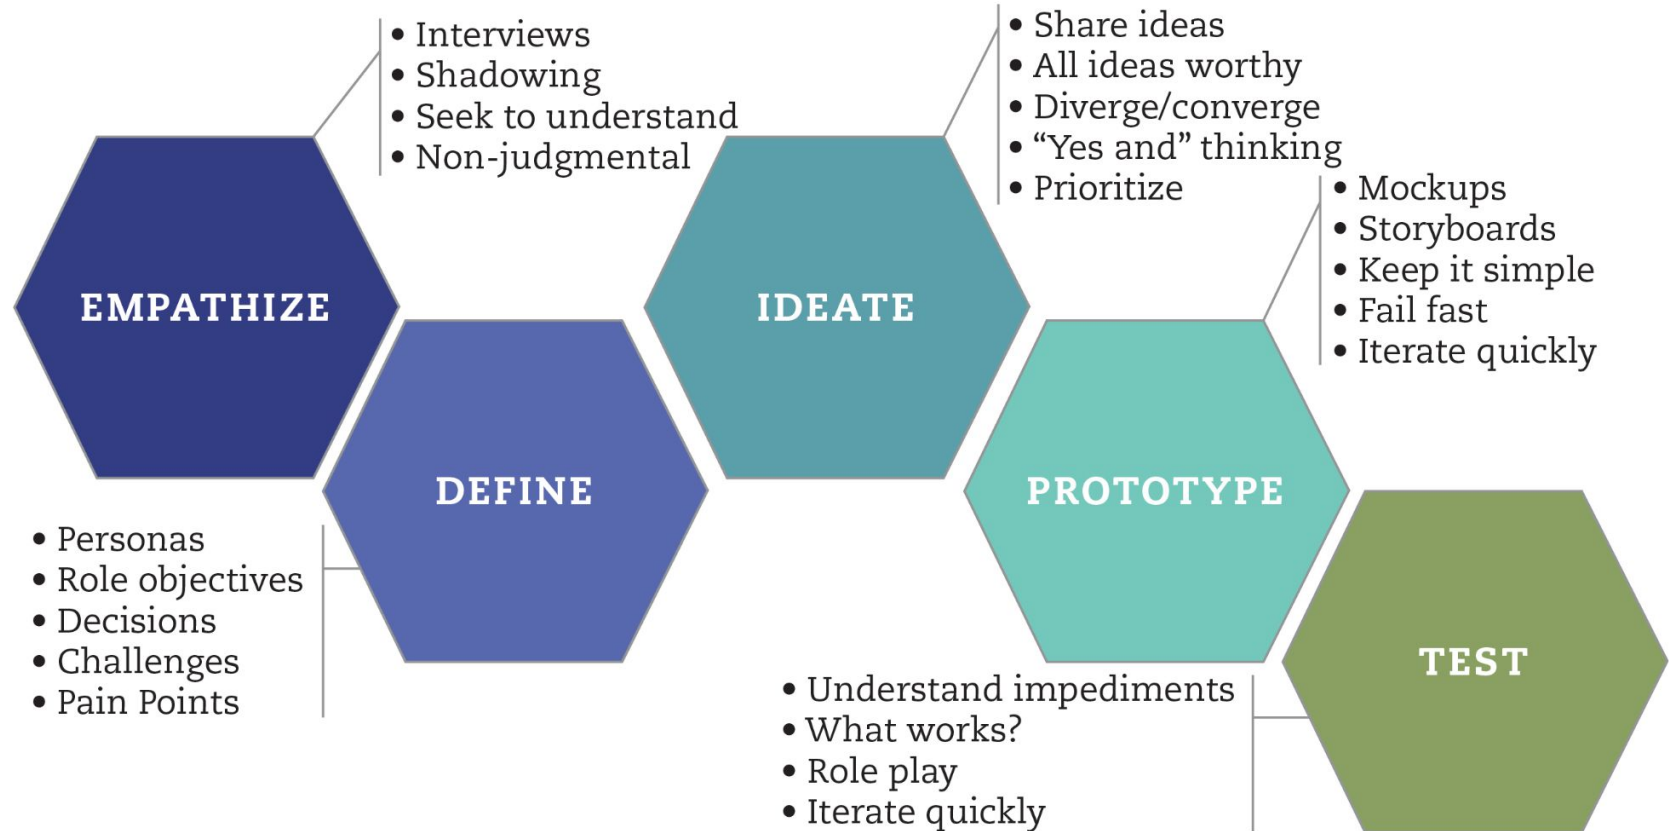 EMPATHIZE
• Interviews
• Shadowing
• Seek to understand
• Non-judgmental
DEFINE
• Personas
• Role objectives
• Decisions
• Challenges
• Pain Points
IDEATE
• Share ideas
• All ideas worthy
• Diverge/converge
• “Yes and” thinking
• Prioritize
PROTOTYPE
• Mockups
• Storyboards
• Keep it simple
• Fail fast
• Iterate quickly
TEST
• Understand impediments
• What works?
• Role play
• Iterate quickly